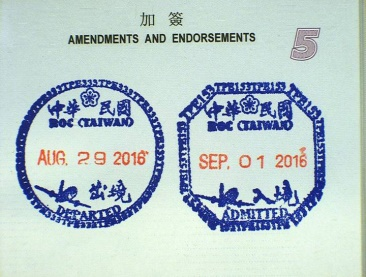 加簽
AMENDMENTS AND ENDORSEMENTS
5
中華民國
ROC (TAIWAN)
AUG. 29 2016
出境
DEPARTED
中華民國
ROC (TAIWAN)
SEP. 01 2016
入境
ADMITTED